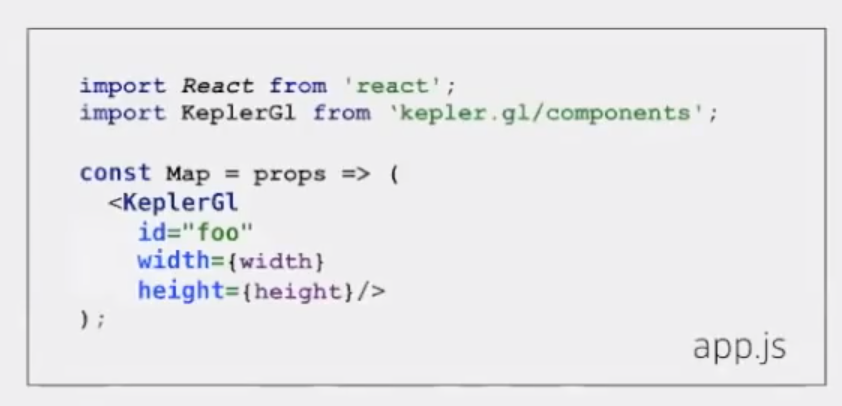 import React from 'react';
import KeplerGl from `kepler.gl/components';
const Map = props => (
<KeplerGl
id="foo"
width={width}
height={height}/>
);
app.js